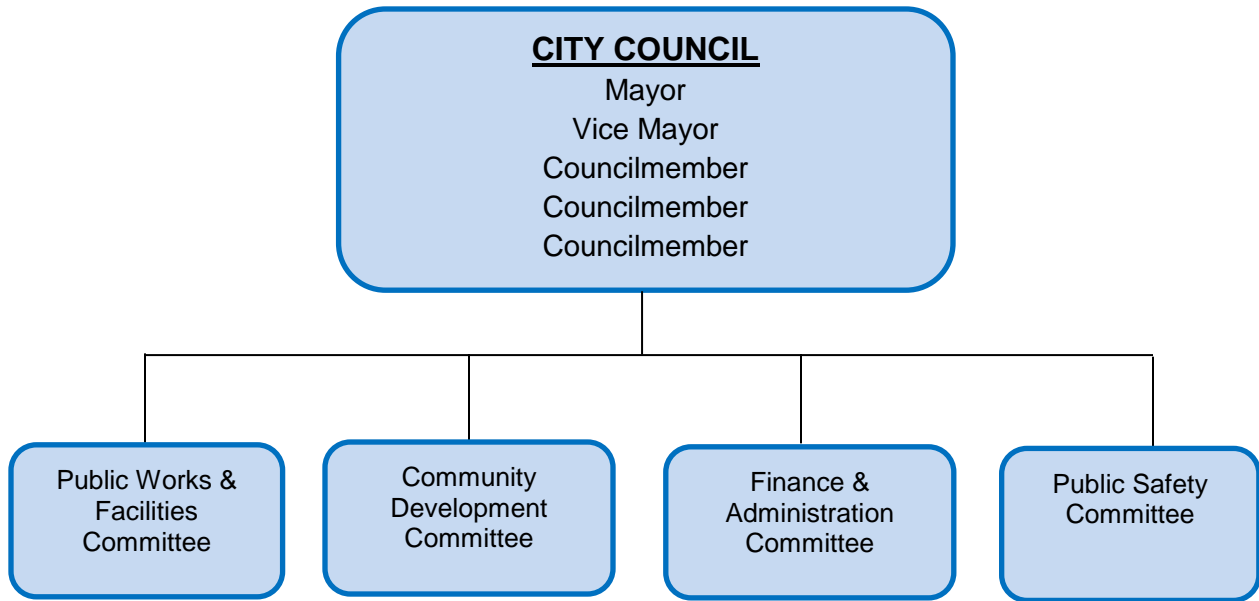 CITY COUNCIL
Mayor
Vice Mayor
Councilmember
Councilmember
Councilmember
Public Works &
Facilities
Committee
Community
Development
Committee
Finance &
Administration
Committee
Public Safety
Committee